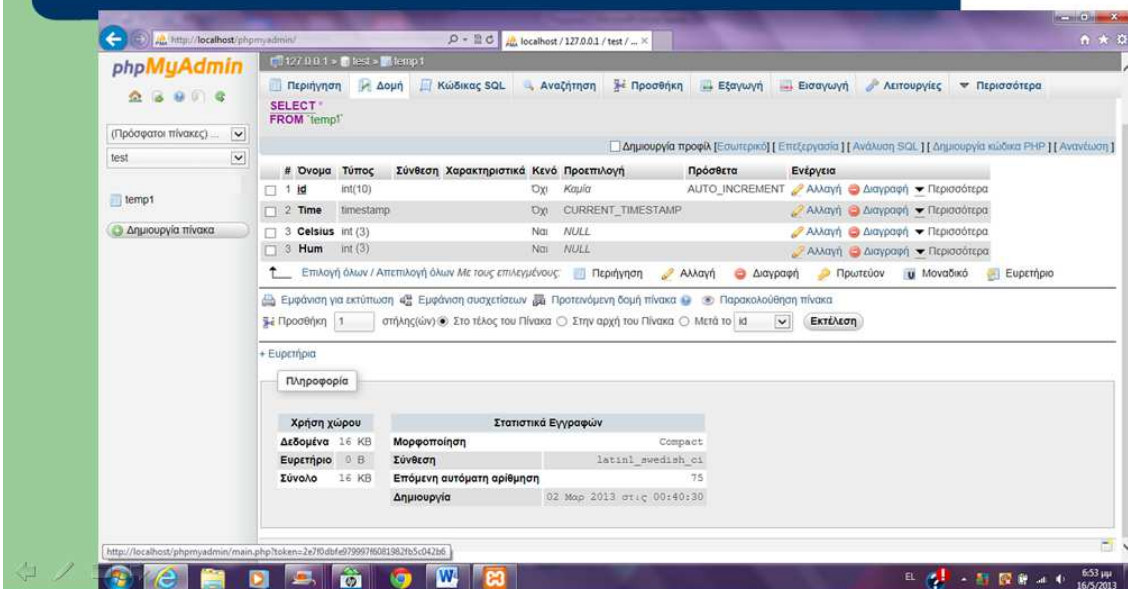 http://localhost/phpmyadmin/
localhost / 127.0.0.1 / test / ...
phpMyAdmin
127.0.0.1 » test » temp1
Περιήγηση Δομή Κώδικας SQL Αναζήτηση Προσθήκη Εξαγωγή Εισαγωγή Λειτουργίες Περισσότερα
SELECT *
FROM `temp1`
(Πρόσφατοι πίνακες) ...
test
temp1
Δημιουργία πίνακα
Δημιουργία προφίλ [Εσωτερικό] [ Επεξεργασία ] [ Ανάλυση SQL ] [ Δημιουργία κώδικα PHP ] [ Ανανέωση ]
# Όνομα Τύπος Σύνθεση Χαρακτηριστικά Κενό Προεπιλογή Πρόσθετα Ενέργεια
1 id int(10) Όχι Καμία AUTO_INCREMENT Αλλαγή Διαγραφή Περισσότερα
2 Time timestamp Όχι CURRENT_TIMESTAMP Αλλαγή Διαγραφή Περισσότερα
3 Celsius int (3) Ναι NULL Αλλαγή Διαγραφή Περισσότερα
3 Hum int (3) Ναι NULL Αλλαγή Διαγραφή Περισσότερα
Επιλογή όλων / Απεπιλογή όλων Με τους επιλεγμένους: Περιήγηση Αλλαγή Διαγραφή Πρωτεύον Μοναδικό Ευρετήριο
Εμφάνιση για εκτύπωση Εμφάνιση συσχετίσεων Προτεινόμενη δομή πίνακα Παρακολούθηση πίνακα
Προσθήκη 1 στήλης(ών) Στο τέλος του Πίνακα Στην αρχή του Πίνακα Μετά το id Εκτέλεση
+ Ευρετήρια
Πληροφορία
Χρήση χώρου
Δεδομένα 16 KB
Ευρετήριο 0 B
Σύνολο 16 KB
Στατιστικά Εγγραφών
Μορφοποίηση Compact
Σύνθεση latin1_swedish_ci
Επόμενη αυτόματη αρίθμηση 75
Δημιουργία 02 Μαρ 2013 στις 00:40:30
http://localhost/phpmyadmin/main.php?token=2e7f0dbfe979997f6081982fb5c042b6
EL
6:53 μμ
16/5/2013